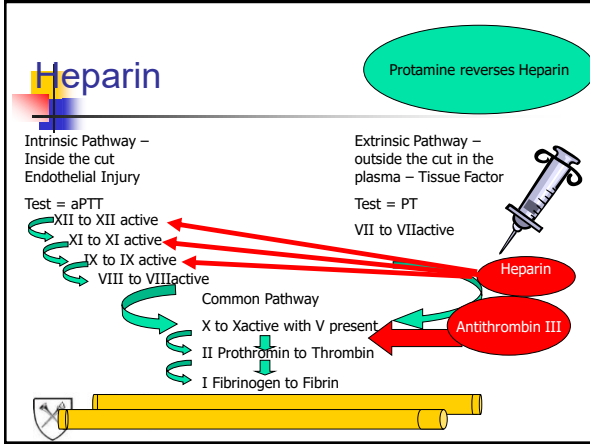 Heparin
Protamine reverses Heparin
Intrinsic Pathway –
Inside the cut
Endothelial Injury
Test = aPTT
XII to XII active
XI to XI active
IX to IX active
VIII to VIIIactive
Extrinsic Pathway –
outside the cut in the
plasma – Tissue Factor
Test = PT
VII to VIIactive
Heparin
Antithrombin III
Common Pathway
X to Xactive with V present
II Prothromin to Thrombin
I Fibrinogen to Fibrin